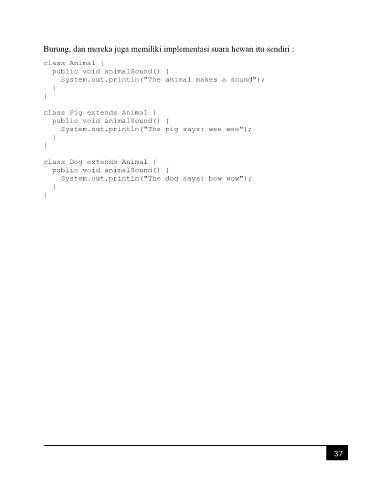 Burung, dan mereka juga memiliki implementasi suara hewan itu sendiri :
class Animal {
  public void animalSound() {
    System.out.println("The animal makes a sound");
  }
}

class Pig extends Animal {
  public void animalSound() {
    System.out.println("The pig says: wee wee");
  }
}

class Dog extends Animal {
  public void animalSound() {
    System.out.println("The dog says: bow wow");
  }
}
37